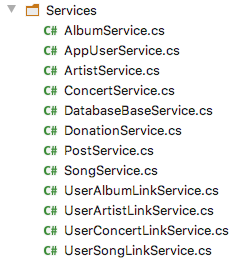 Services
C# AlbumService.cs
C# AppUserService.cs
C# ArtistService.cs
C# ConcertService.cs
C# DatabaseBaseService.cs
C# DonationService.cs
C# PostService.cs
C# SongService.cs
C# UserAlbumLinkService.cs
C# UserArtistLinkService.cs
C# UserConcertLinkService.cs
C# UserSongLinkService.cs